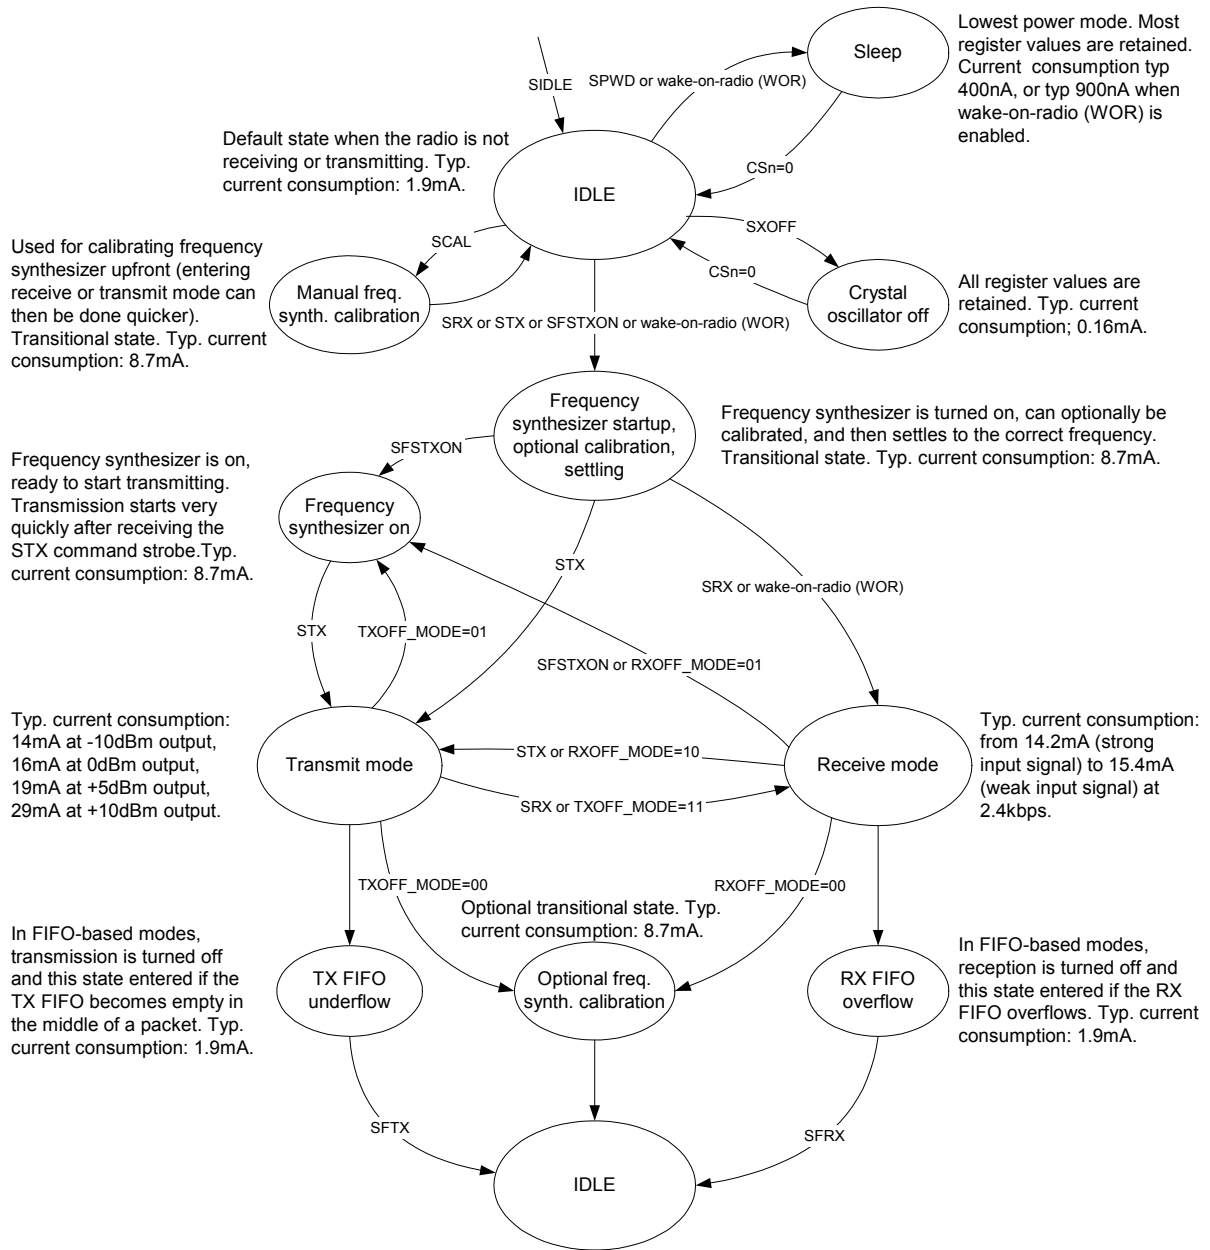 Sleep
Lowest power mode. Most
register values are retained.
Current consumption typ
400nA, or typ 900nA when
wake-on-radio (WOR) is
enabled.
SIDLE
SPWD or wake-on-radio (WOR)
Default state when the radio is not
receiving or transmitting. Typ.
current consumption: 1.9mA.
CSn=0
IDLE
Used for calibrating frequency
synthesizer upfront (entering
receive or transmit mode can
then be done quicker).
Transitional state. Typ. current
consumption: 8.7mA.
SCAL
SXOFF
CSn=0
Manual freq.
synth. calibration
Crystal
oscillator off
All register values are
retained. Typ. current
consumption; 0.16mA.
SRX or STX or SFSTXON or wake-on-radio (WOR)
Frequency
synthesizer startup,
optional calibration,
settling
Frequency synthesizer is turned on, can optionally be
calibrated, and then settles to the correct frequency.
Transitional state. Typ. current consumption: 8.7mA.
SFSTXON
Frequency synthesizer is on,
ready to start transmitting.
Transmission starts very
quickly after receiving the
STX command strobe.Typ.
current consumption: 8.7mA.
Frequency
synthesizer on
STX
SRX or wake-on-radio (WOR)
STX
TXOFF_MODE=01
SFSTXON or RXOFF_MODE=01
Typ. current consumption:
14mA at -10dBm output,
16mA at 0dBm output,
19mA at +5dBm output,
29mA at +10dBm output.
Transmit mode
STX or RXOFF_MODE=10
SRX or TXOFF_MODE=11
Receive mode
Typ. current consumption:
from 14.2mA (strong
input signal) to 15.4mA
(weak input signal) at
2.4kbps.
TXOFF_MODE=00
RXOFF_MODE=00
Optional transitional state. Typ.
current consumption: 8.7mA.
In FIFO-based modes,
transmission is turned off
and this state entered if the
TX FIFO becomes empty in
the middle of a packet. Typ.
current consumption: 1.9mA.
TX FIFO
underflow
Optional freq.
synth. calibration
RX FIFO
overflow
In FIFO-based modes,
reception is turned off and
this state entered if the RX
FIFO overflows. Typ. current
consumption: 1.9mA.
SFTX
SFRX
IDLE